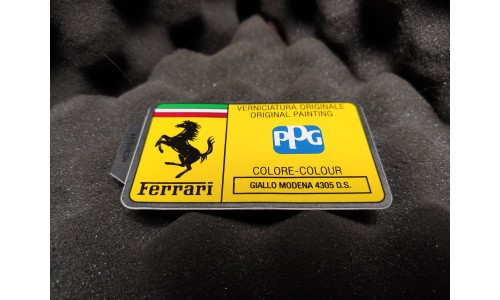 VERNICIATURA ORIGINALE
ORIGINAL PAINTING
PPG
COLORE-COLOUR
GIALLO MODENA 4305 D.S.
Ferrari